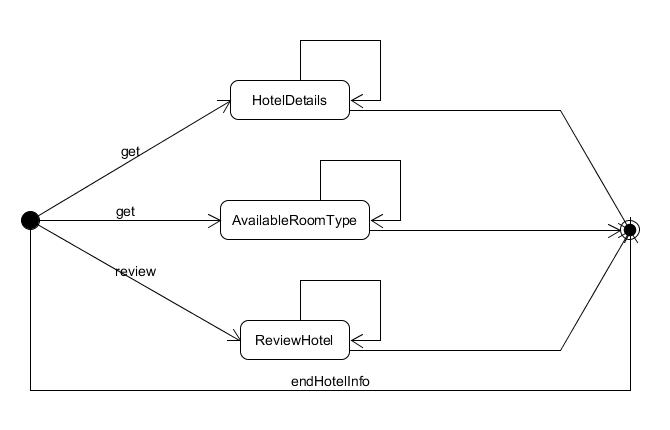 HotelDetails
get
get
AvailableRoomType
review
ReviewHotel
endHotelInfo